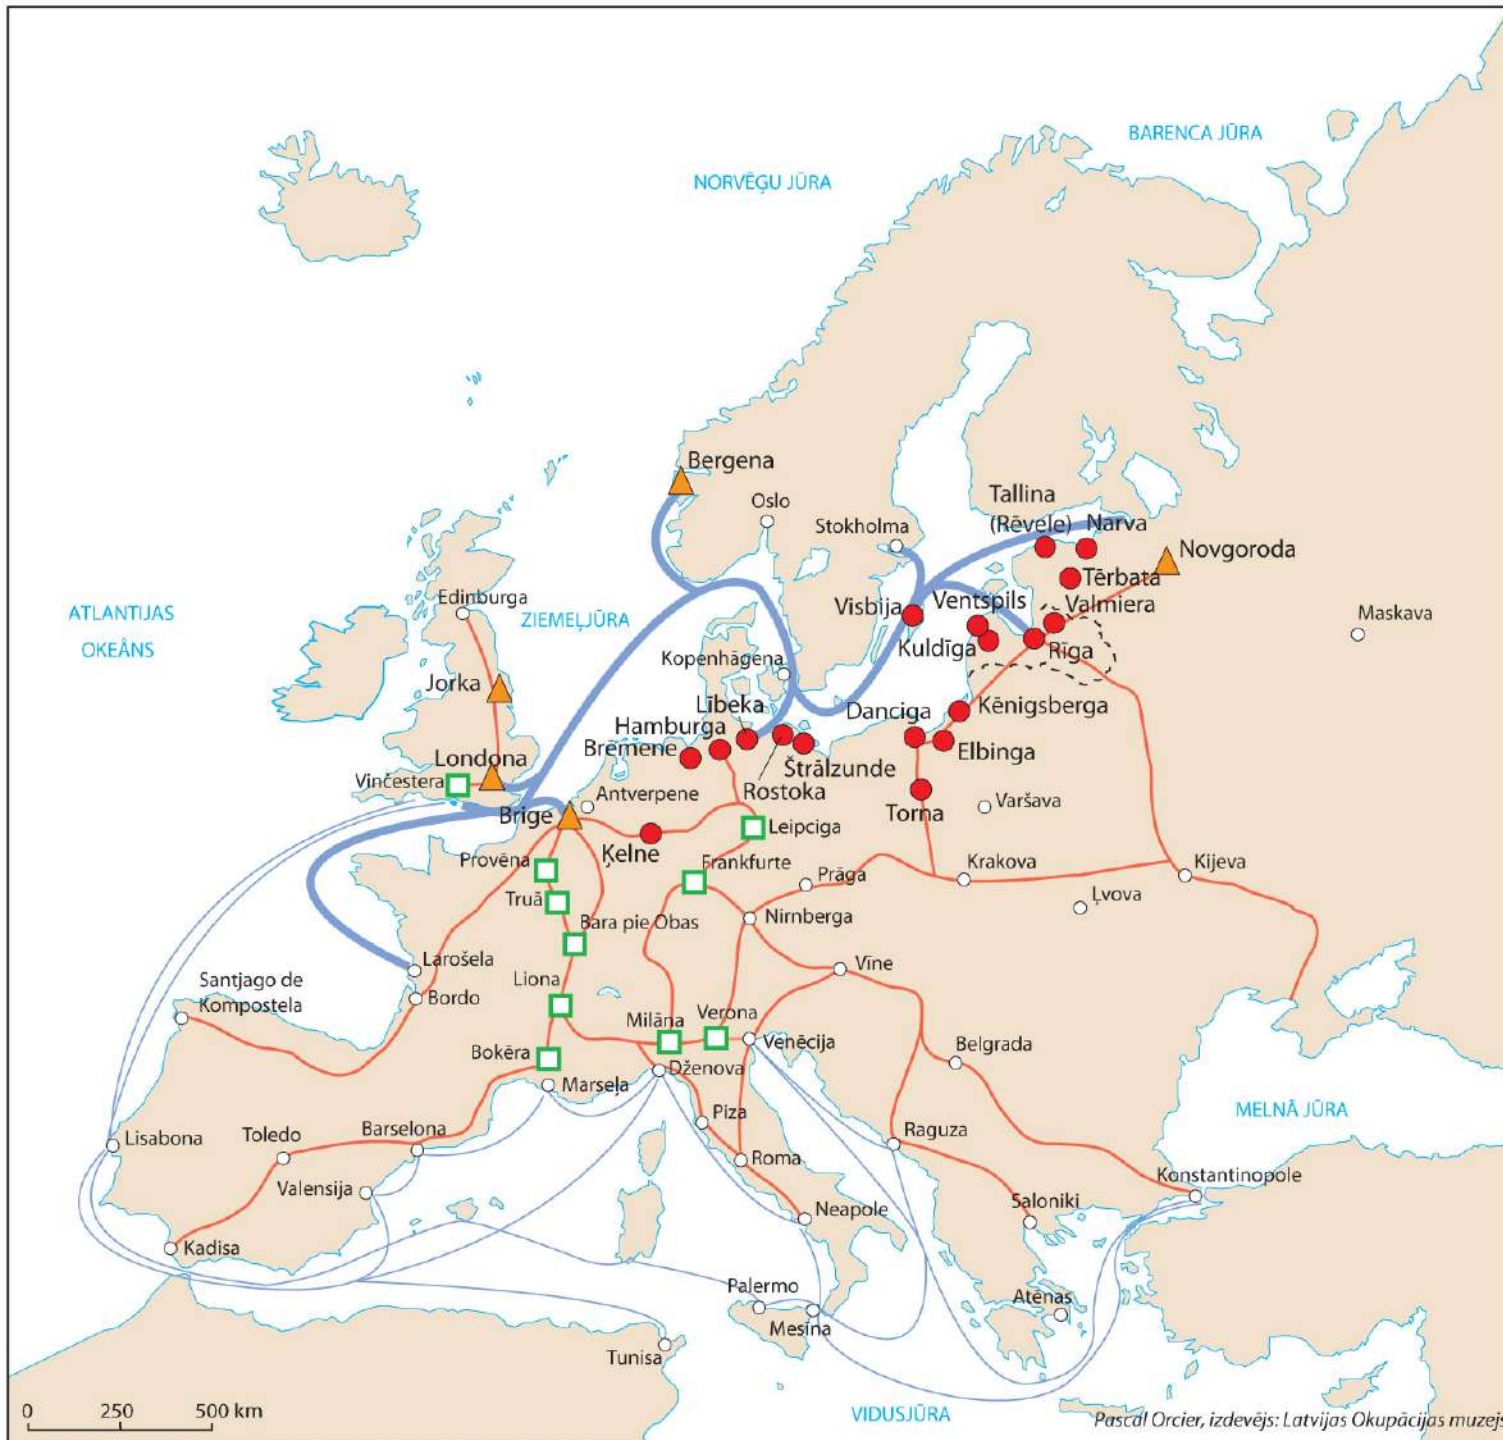 BARENCA JŪRA
NORVĒĢU JŪRA
Bergena
Oslo
Stokholma
Tallina
(Rēvele)
Narva
Novgoroda
Tērbata
Visbija
Ventspils
Valmiera
Edinburga
ATLANTIJAS
OKEĀNS
ZIEMEĻJŪRA
Maskava
Kuldīga
Rīga
Kopenhāgena
Jorka
Lībeka
Danciga
Kēnigsberga
Hamburga
Brēmene
Elbinga
Londona
Vinčestera
Štrālzunde
Antverpene
Rostoka
Varšava
Brige
Torna
Leipciga
Ķelne
Provēna
Frankfurte
Prāga
Krakova
Kijeva
Truā
Bara pie Obas
Nirnberga
Ļvova
Larošela
Vīne
Santjago de
Kompostela
Bordo
Liona
Milāna
Verona
Venēcija
Belgrada
Bokēra
Dženova
Marseļa
MELNĀ JŪRA
Piza
Lisabona
Toledo
Barselona
Raguza
Roma
Konstantinopole
Valensija
Neapole
Saloniki
Kadisa
Palermo
Atēnas
Mesīna
Tunisa
0 250 500 km
VIDUSJŪRA
Pascal Orcier, izdevējs: Latvijas Okupācijas muzejs